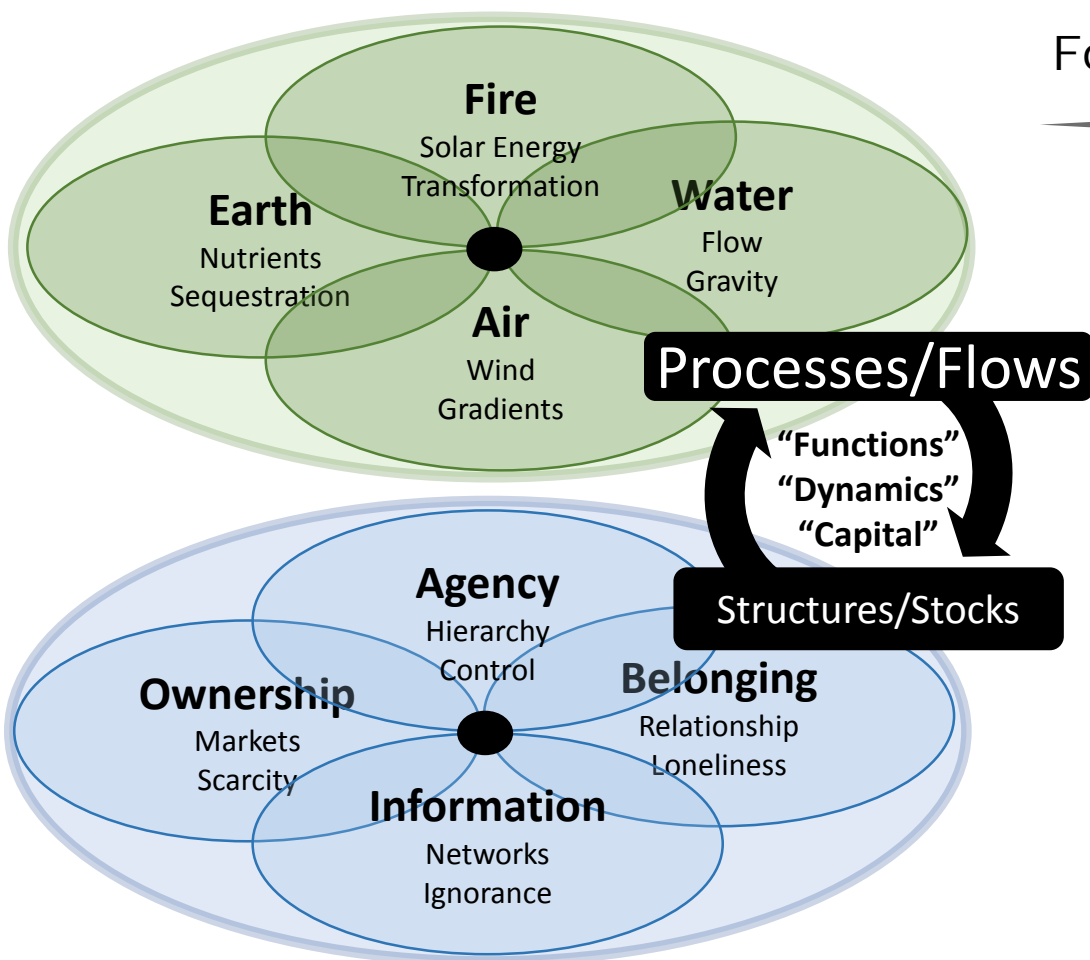 Fire
Solar Energy
Transformation
Earth
Nutrients
Sequestration
Water
Flow
Gravity
Air
Wind
Gradients
Processes/Flows
“Functions”
“Dynamics”
“Capital”
Structures/Stocks
Agency
Hierarchy
Control
Ownership
Markets
Scarcity
Belonging
Relationship
Loneliness
Information
Networks
Ignorance